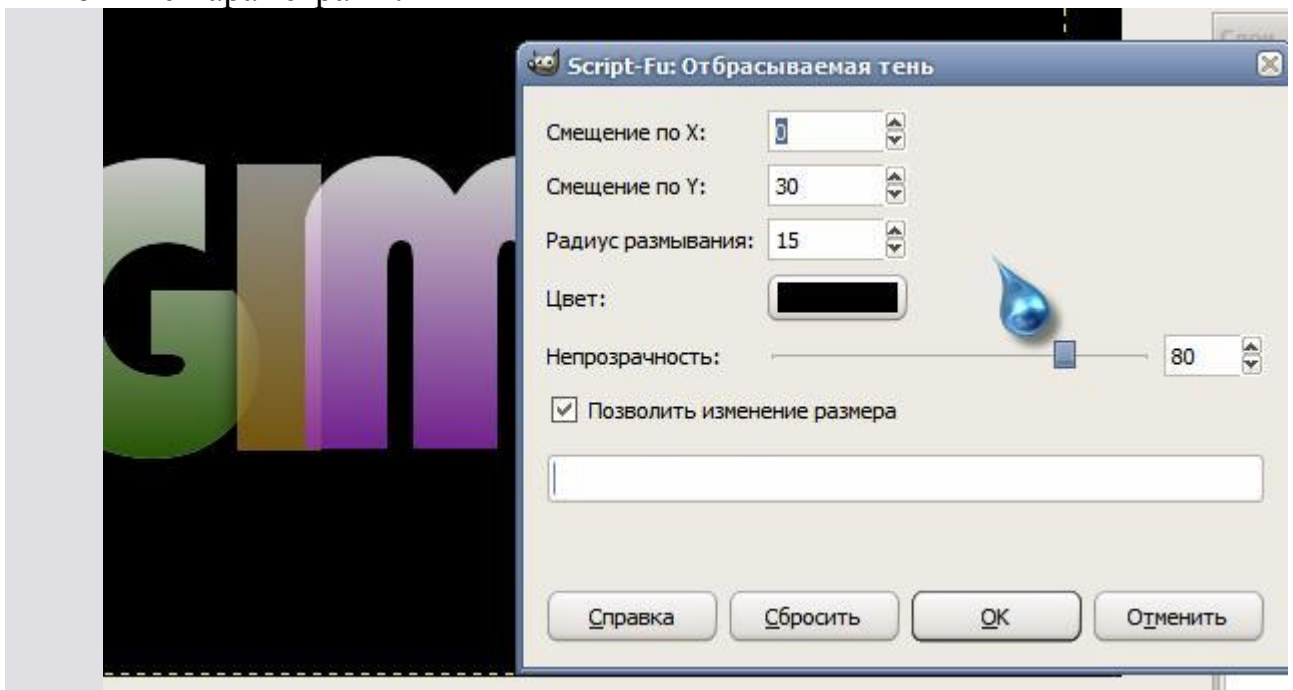 Script-Fu: Отбрасываемая тень
Смещение по X: 0
Смещение по Y: 30
Радиус размывания: 15
Цвет:
Непрозрачность: 80
Позволить изменение размера
Справка Сбросить OK Отменить
GIM